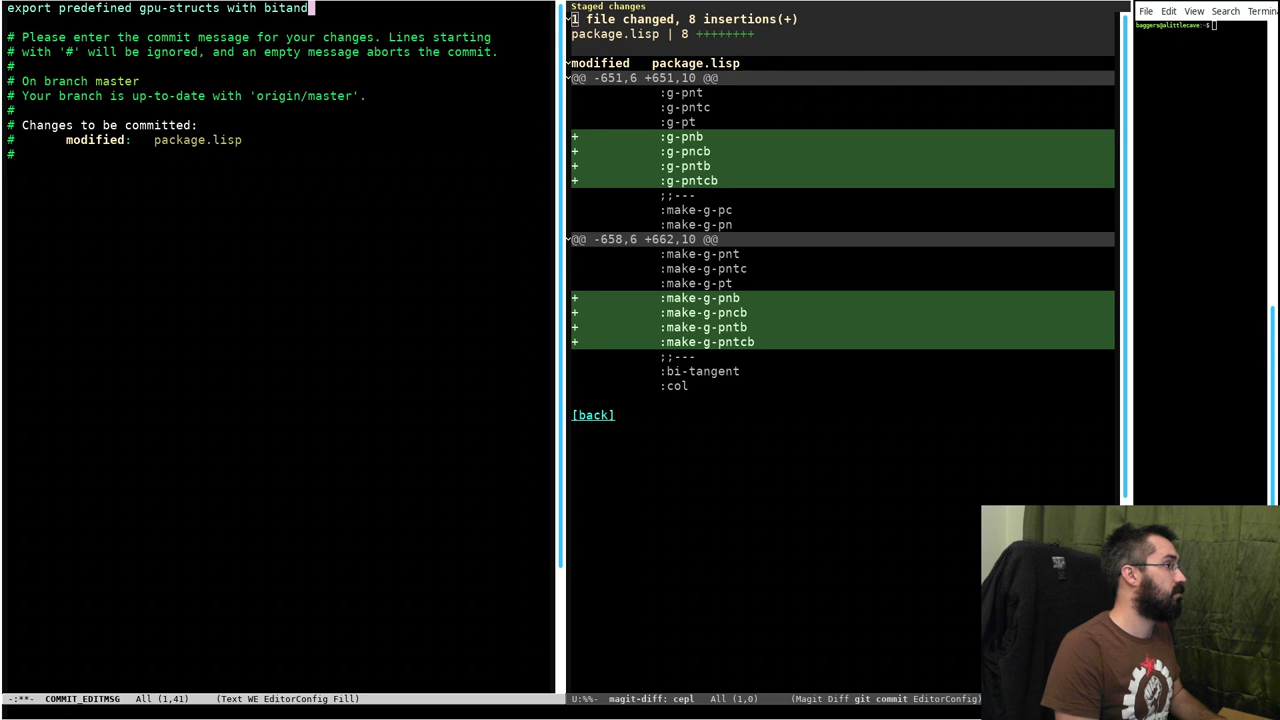 export predefined gpu-structs with bitand
# Please enter the commit message for your changes. Lines starting
# with '#' will be ignored, and an empty message aborts the commit.
#
# On branch master
# Your branch is up-to-date with 'origin/master'.
#
# Changes to be committed:
#       modified:   package.lisp
#
-:**-  COMMIT_EDITMSG   All (1,41)    (Text WE EditorConfig Fill)
Staged changes
1 file changed, 8 insertions(+)
package.lisp | 8 ++++++++
modified   package.lisp
@@ -651,6 +651,10 @@
:g-pnt
:g-pntc
:g-pt
+           :g-pnb
+           :g-pncb
+           :g-pntb
+           :g-pntcb
;;---
:make-g-pc
:make-g-pn
@@ -658,6 +662,10 @@
:make-g-pnt
:make-g-pntc
:make-g-pt
+           :make-g-pnb
+           :make-g-pncb
+           :make-g-pntb
+           :make-g-pntcb
;;---
:bi-tangent
:col
[back]
U:%%-  magit-diff: cepl   All (1,0)     (Magit Diff git commit EditorConfig)
File Edit View Search Termin
baggers@alittlecave:~$